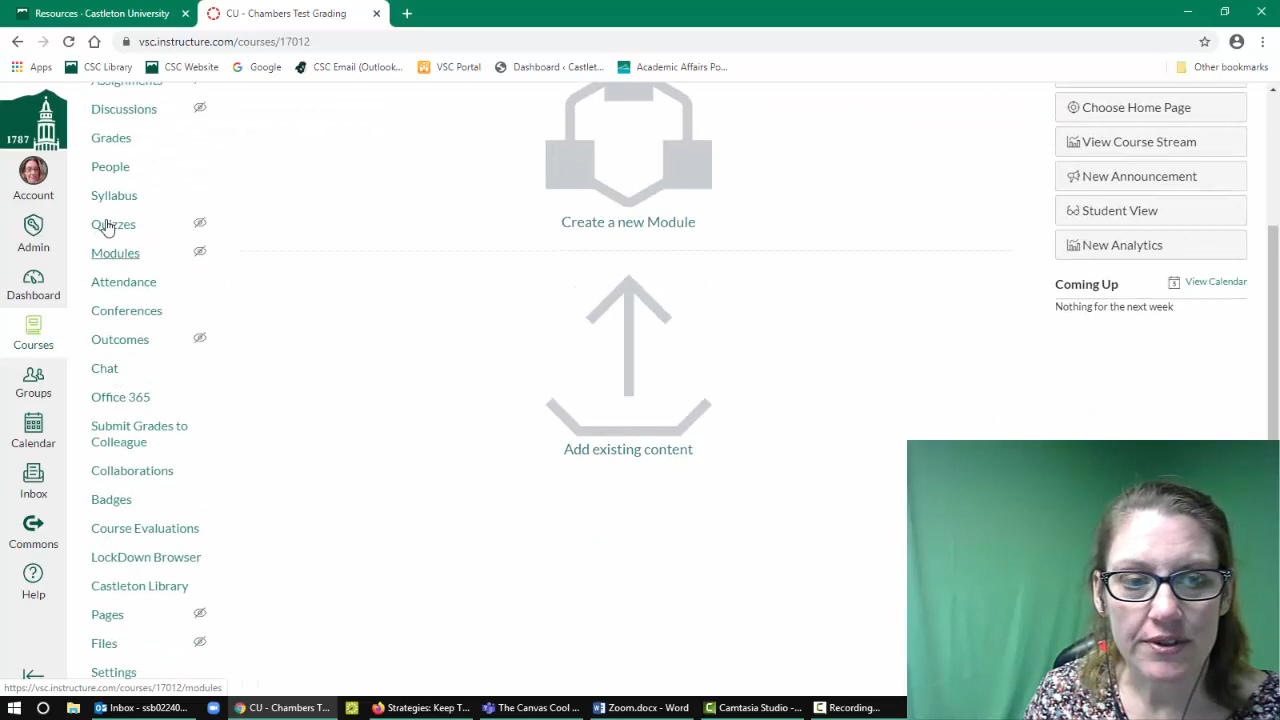 Resources - Castleton University
CU - Chambers Test Grading
vsc.instructure.com/courses/17012
Apps
CSC Library
CSC Website
Google
CSC Email (Outlook...
VSC Portal
Dashboard ‹ Castlet...
Academic Affairs Po...
Other bookmarks
1787
Account
Admin
Dashboard
Courses
Groups
Calendar
Inbox
Commons
Help
Assignments
Discussions
Grades
People
Syllabus
Quizzes
Modules
Attendance
Conferences
Outcomes
Chat
Office 365
Submit Grades to
Colleague
Collaborations
Badges
Course Evaluations
LockDown Browser
Castleton Library
Pages
Files
Settings
Create a new Module
Add existing content
Choose Home Page
View Course Stream
New Announcement
Student View
New Analytics
Coming Up
5
View Calendar
Nothing for the next week
https://vsc.instructure.com/courses/17012/modules
Inbox - ssb02240...
CU - Chambers T...
Strategies: Keep T...
The Canvas Cool ...
Zoom.docx - Word
Camtasia Studio -...
Recording...